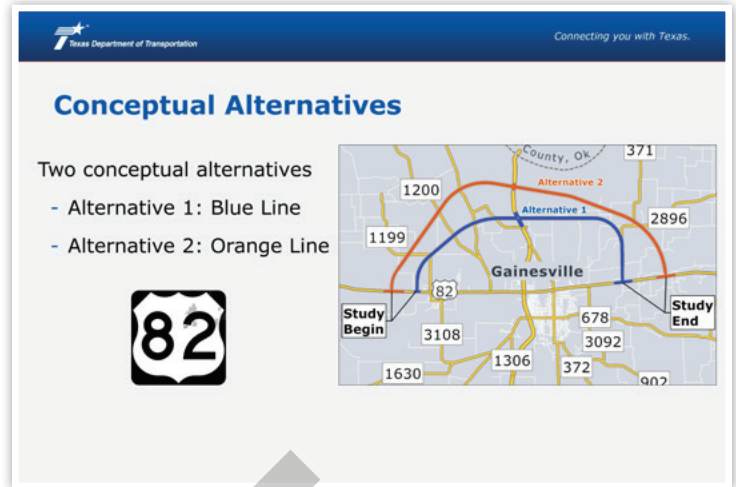 Texas Department of Transportation
Connecting you with Texas.
Conceptual Alternatives
Two conceptual alternatives
- Alternative 1: Blue Line
- Alternative 2: Orange Line
82
County, Ok
371
1200
Alternative 2
Alternative 1
2896
1199
Gainesville
82
Study
Begin
Study
End
678
3108
3092
1306
372
1630
902